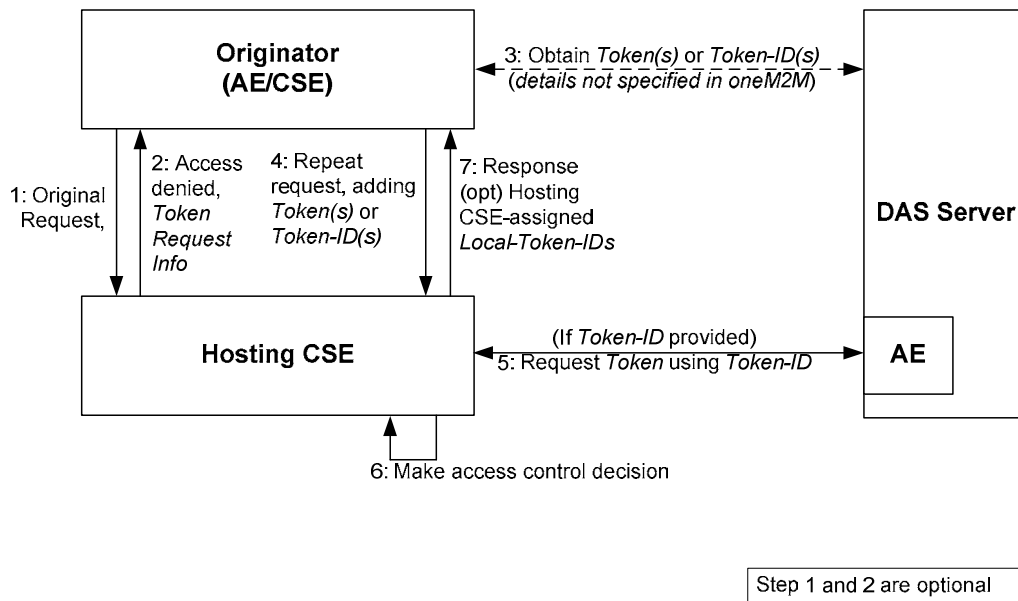 Originator
(AE/CSE)
3: Obtain Token(s) or Token-ID(s)
(details not specified in oneM2M)
1: Original
Request,
2: Access
denied,
Token
Request
Info
4: Repeat
request, adding
Token(s) or
Token-ID(s)
7: Response
(opt) Hosting
CSE-assigned
Local-Token-IDs
DAS Server
Hosting CSE
(If Token-ID provided)
5: Request Token using Token-ID
AE
6: Make access control decision
Step 1 and 2 are optional